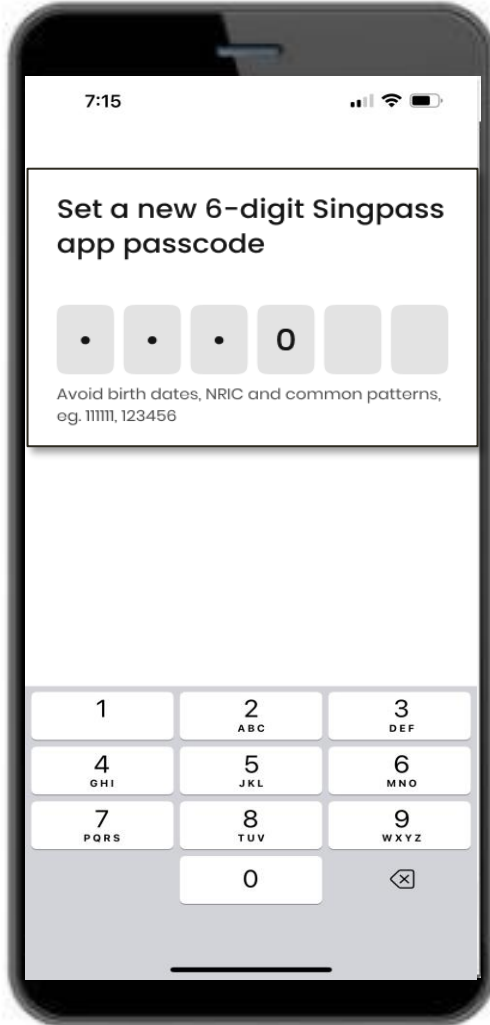 7:15
Set a new 6-digit Singpass
app passcode
• • • 0
Avoid birth dates, NRIC and common patterns,
eg. 111111, 123456
1 2 3
ABC DEF
4 5 6
GHI JKL MNO
7 8 9
PQRS TUV WXYZ
0